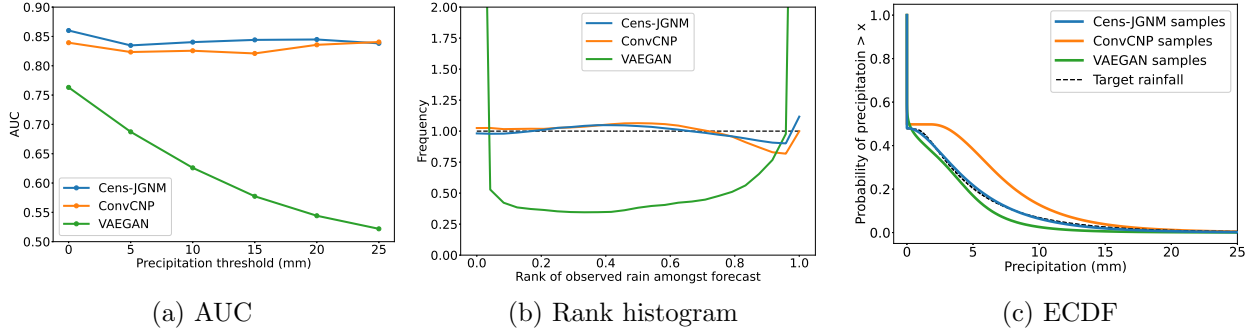 0.90
0.85
0.80
0.75
0.70
0.65
0.60
0.55
0.50
AUC
Cens-JGNM
ConvCNP
VAEGAN
0 5 10 15 20 25
Precipitation threshold (mm)
(a) AUC
2.00
1.75
1.50
1.25
1.00
0.75
0.50
0.25
0.00
Frequency
Cens-JGNM
ConvCNP
VAEGAN
0.0 0.2 0.4 0.6 0.8 1.0
Rank of observed rain amongst forecast
(b) Rank histogram
1.0
0.8
0.6
0.4
0.2
0.0
Probability of precipitatoin > x
Cens-JGNM samples
ConvCNP samples
VAEGAN samples
Target rainfall
0 5 10 15 20 25
Precipitation (mm)
(c) ECDF